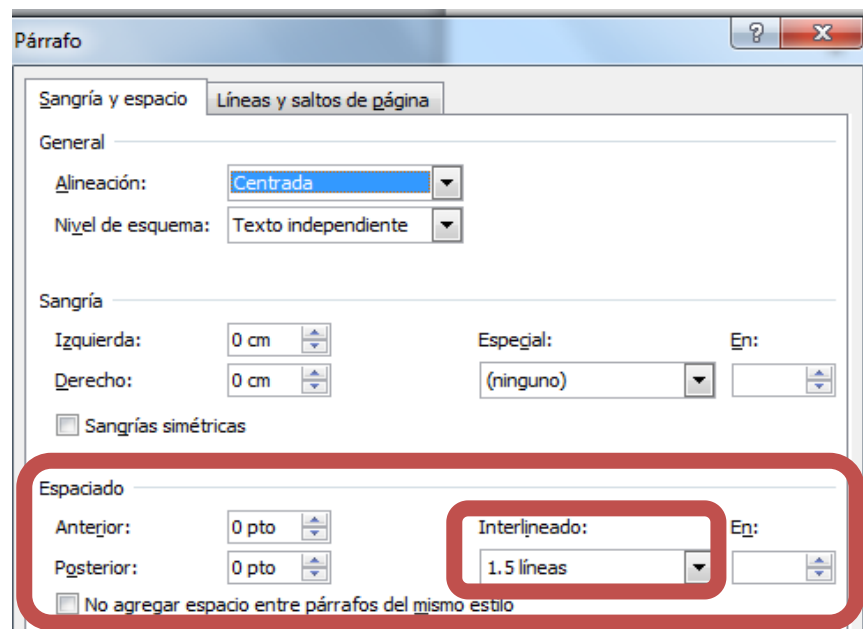 Párrafo
Sangría y espacio Líneas y saltos de página
General
Alineación: Centrada
Nivel de esquema: Texto independiente
Sangría
Izquierda: 0 cm Especial: En:
Derecho: 0 cm (ninguno)
Sangrías simétricas
Espaciado
Anterior: 0 pto Interlineado: En:
Posterior: 0 pto 1.5 líneas
No agregar espacio entre párrafos del mismo estilo